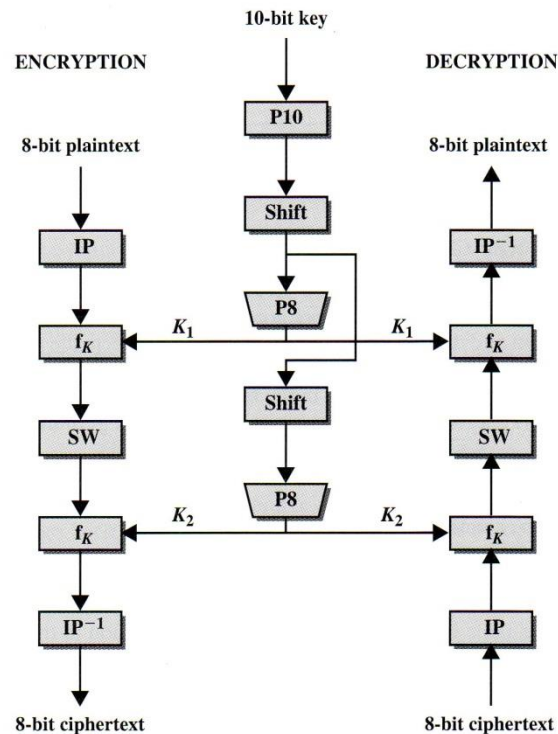 10-bit key
ENCRYPTION
DECRYPTION
P10
8-bit plaintext
8-bit plaintext
Shift
IP
IP⁻¹
P8
K₁
K₁
f_K
f_K
Shift
SW
SW
P8
K₂
K₂
f_K
f_K
IP⁻¹
IP
8-bit ciphertext
8-bit ciphertext